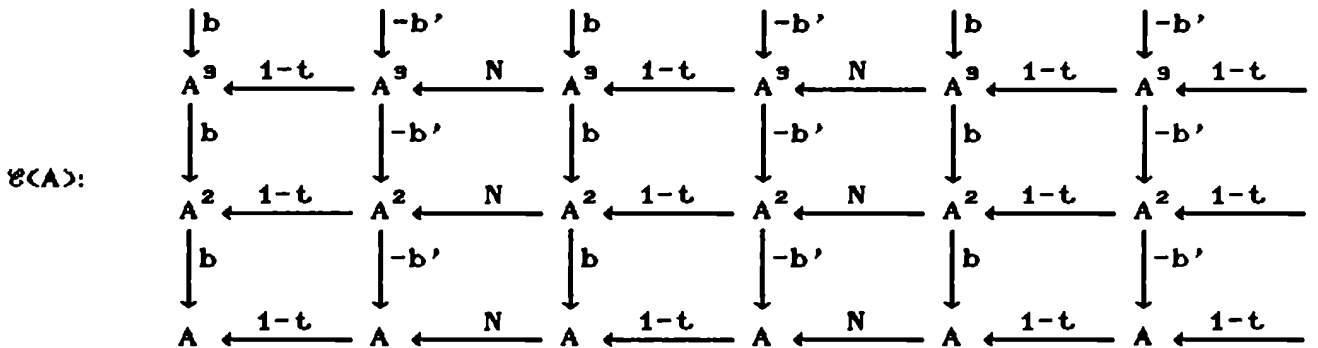 b -b' b -b' b -b'
A³ 1-t A³ N A³ 1-t A³ N A³ 1-t A³ 1-t
b -b' b -b' b -b'
𝒞(A):
A² 1-t A² N A² 1-t A² N A² 1-t A² 1-t
b -b' b -b' b -b'
A 1-t A N A 1-t A N A 1-t A 1-t